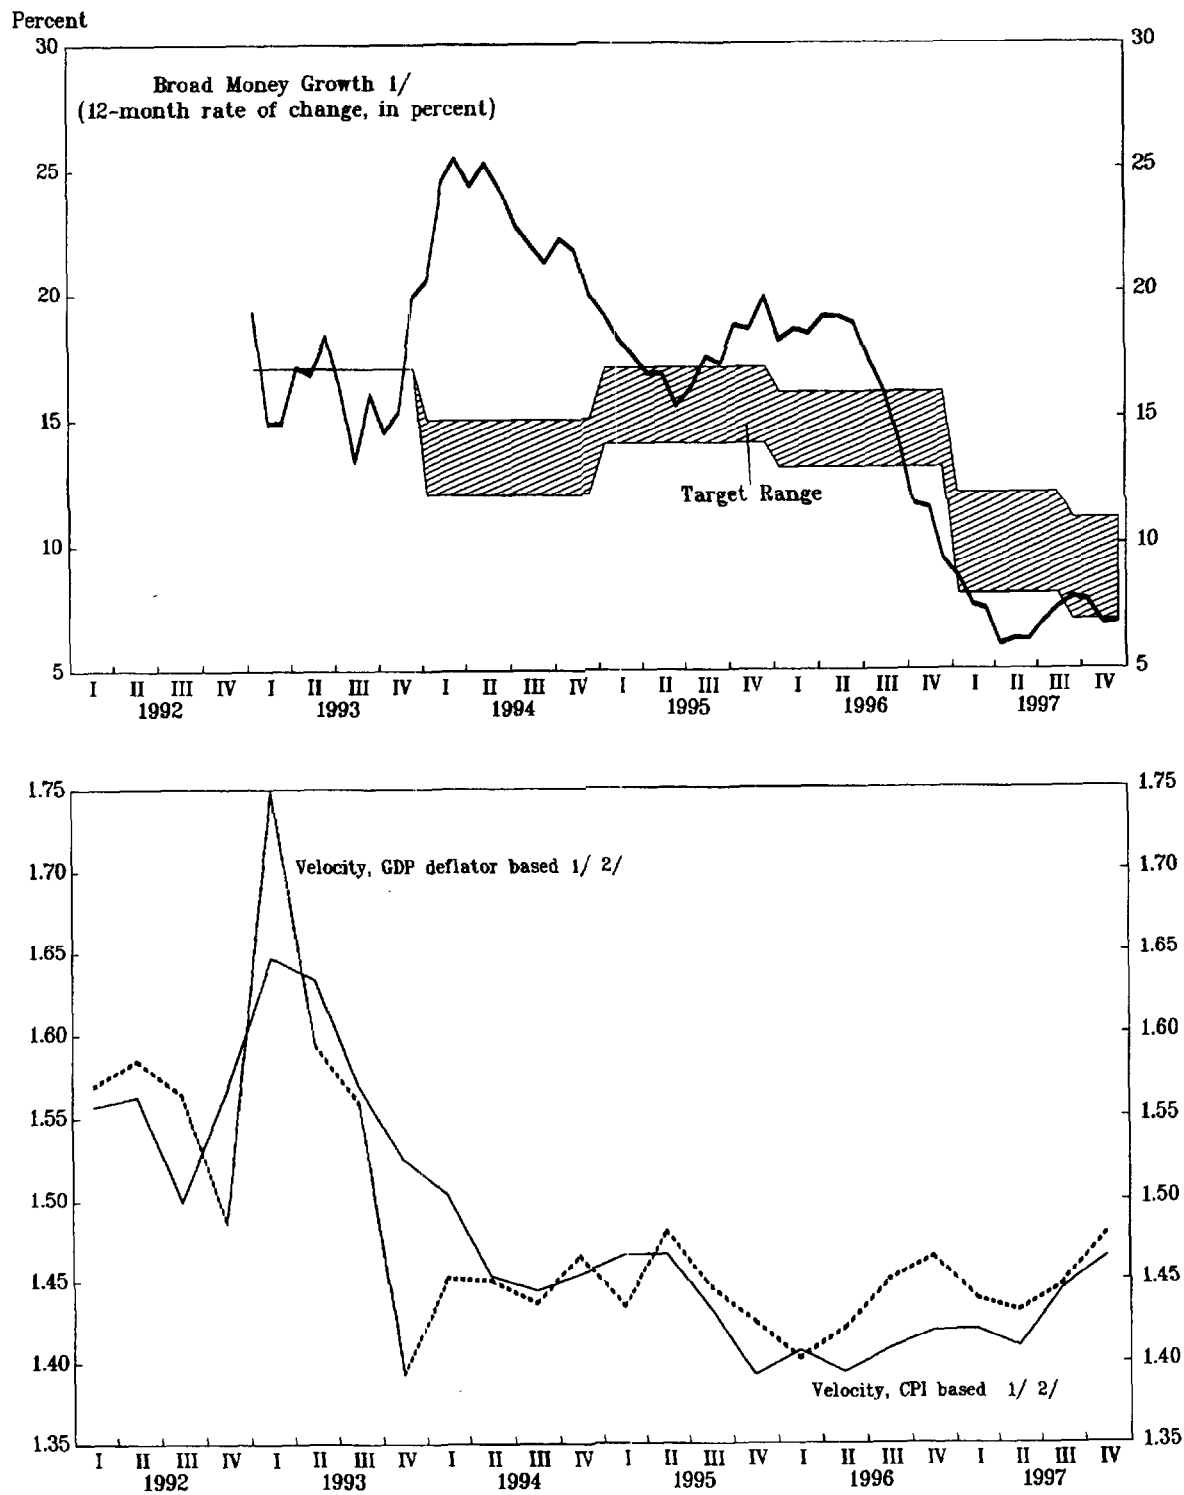 Percent
30 30
Broad Money Growth 1/
(12-month rate of change, in percent)
25 25
20 20
15 15
Target Range
10 10
5 5
I II III IV I II III IV I II III IV I II III IV I II III IV I II III IV
1992 1993 1994 1995 1996 1997
1.75 1.75
Velocity, GDP deflator based 1/ 2/
1.70 1.70
1.65 1.65
1.60 1.60
1.55 1.55
1.50 1.50
1.45 1.45
1.40 1.40
Velocity, CPI based 1/ 2/
1.35 1.35
I II III IV I II III IV I II III IV I II III IV I II III IV I II III IV
1992 1993 1994 1995 1996 1997